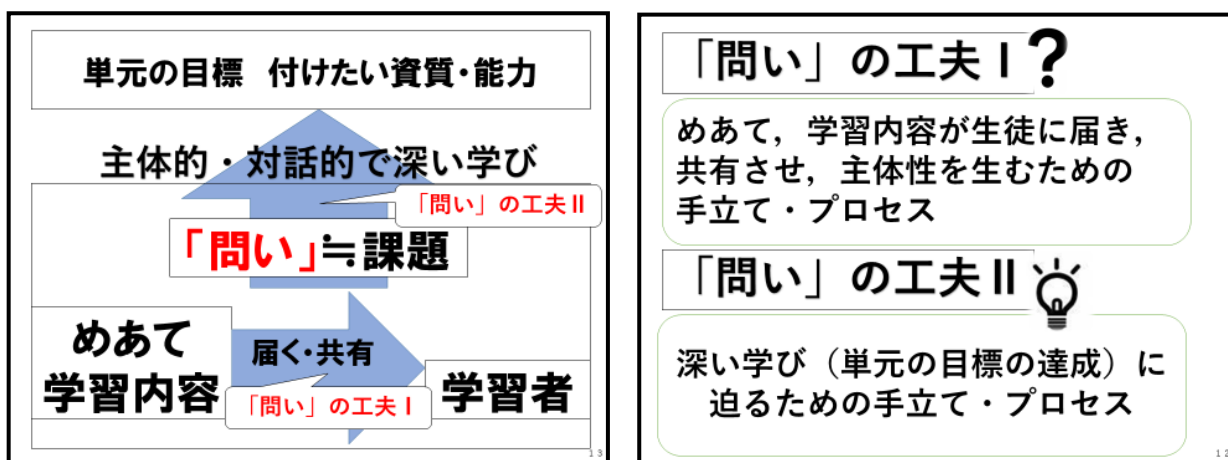 単元の目標 付けたい資質・能力
主体的・対話的で深い学び
「問い」の工夫Ⅱ
「問い」≒課題
めあて
学習内容
届く・共有
「問い」の工夫Ⅰ
学習者
13
「問い」の工夫Ⅰ?
めあて，学習内容が生徒に届き，
共有させ，主体性を生むための
手立て・プロセス
「問い」の工夫Ⅱ
深い学び（単元の目標の達成）に
迫るための手立て・プロセス